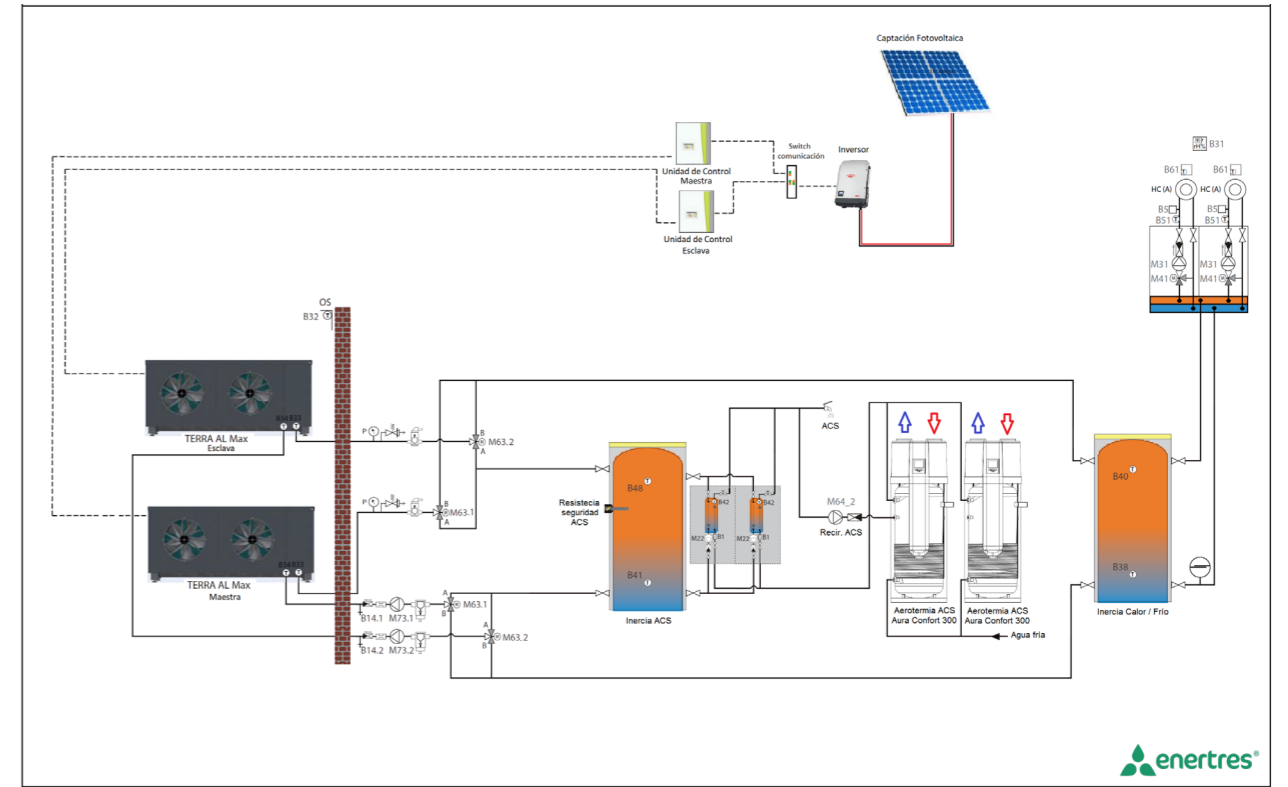 Captación Fotovoltaica
Unidad de Control
Maestra
Switch
comunicación
Inversor
Unidad de Control
Esclava
B31
B61
B61
HC (A)
HC (A)
B5
B5
B51
B51
M31
M31
M41
M41
OS
B32
B34 B33
TERRA AL Max
Esclava
P
B
A
M63.2
P
B
A
M63.1
B34 B33
TERRA AL Max
Maestra
B14.1
M73.1
A
B
M63.1
B14.2
M73.2
A
B
M63.2
Resistecia
seguridad
ACS
B48
B41
Inercia ACS
B42
B42
M22
B1
M22
B1
ACS
M64_2
Recir. ACS
Aerotermia ACS
Aura Confort 300
Aerotermia ACS
Aura Confort 300
Agua fría
B40
B38
Inercia Calor / Frío
enertres®